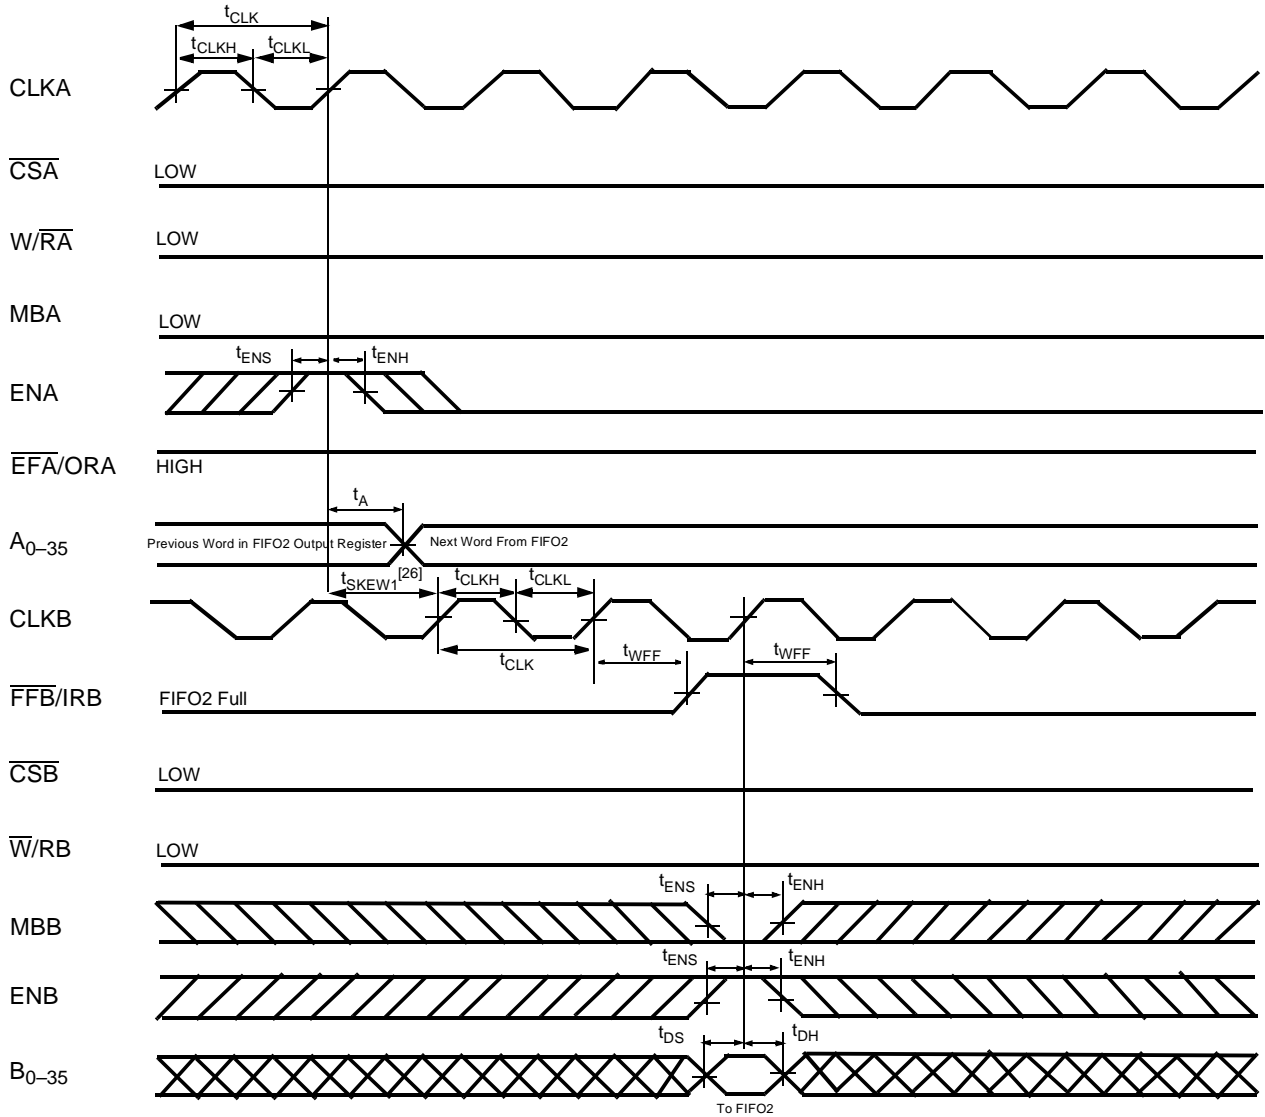 tCLK
tCLKH tCLKL
CLKA
CSA LOW
W/RA LOW
MBA LOW
tENS tENH
ENA
EFA/ORA HIGH
tA
A0–35 Previous Word in FIFO2 Output Register Next Word From FIFO2
tSKEW1[26] tCLKH tCLKL
CLKB
tCLK tWFF tWFF
FFB/IRB FIFO2 Full
CSB LOW
W/RB LOW
tENS tENH
MBB
tENS tENH
ENB
tDS tDH
B0–35
To FIFO2